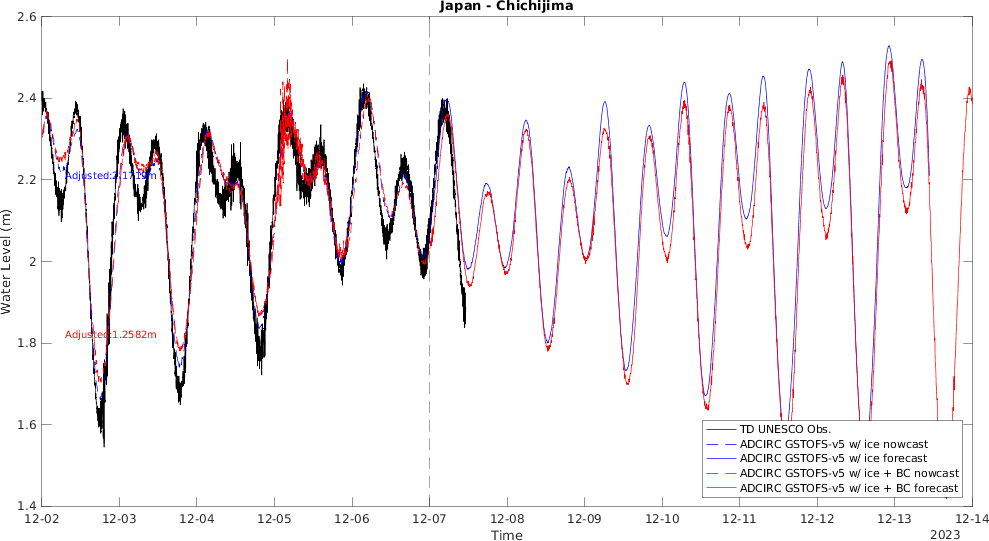 Japan - Chichijima
2.6
2.4
2.2
2
1.8
1.6
1.4
Water Level (m)
Adjusted:2.1719m
Adjusted:1.2582m
TD UNESCO Obs.
ADCIRC GSTOFS-v5 w/ ice nowcast
ADCIRC GSTOFS-v5 w/ ice forecast
ADCIRC GSTOFS-v5 w/ ice + BC nowcast
ADCIRC GSTOFS-v5 w/ ice + BC forecast
12-02 12-03 12-04 12-05 12-06 12-07 12-08 12-09 12-10 12-11 12-12 12-13 12-14
Time
2023